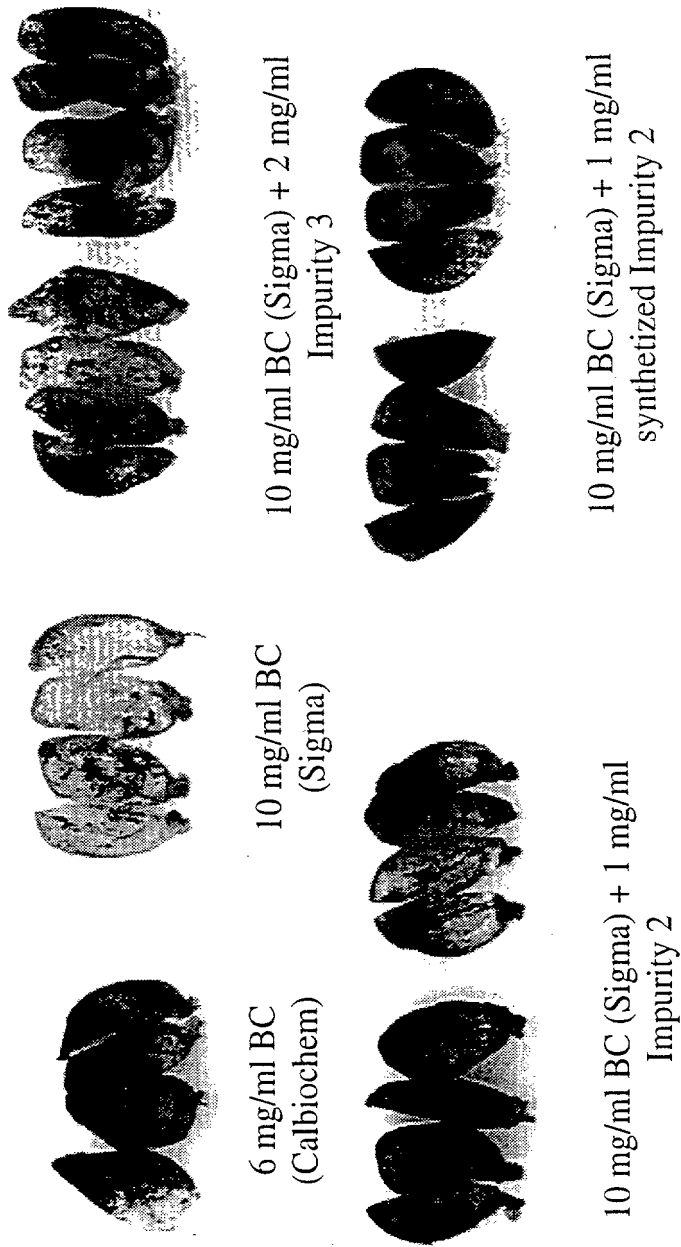 6 mg/ml BC
(Calbiochem)
10 mg/ml BC
(Sigma)
10 mg/ml BC (Sigma) + 2 mg/ml
Impurity 3
10 mg/ml BC (Sigma) + 1 mg/ml
Impurity 2
10 mg/ml BC (Sigma) + 1 mg/ml
synthetized Impurity 2